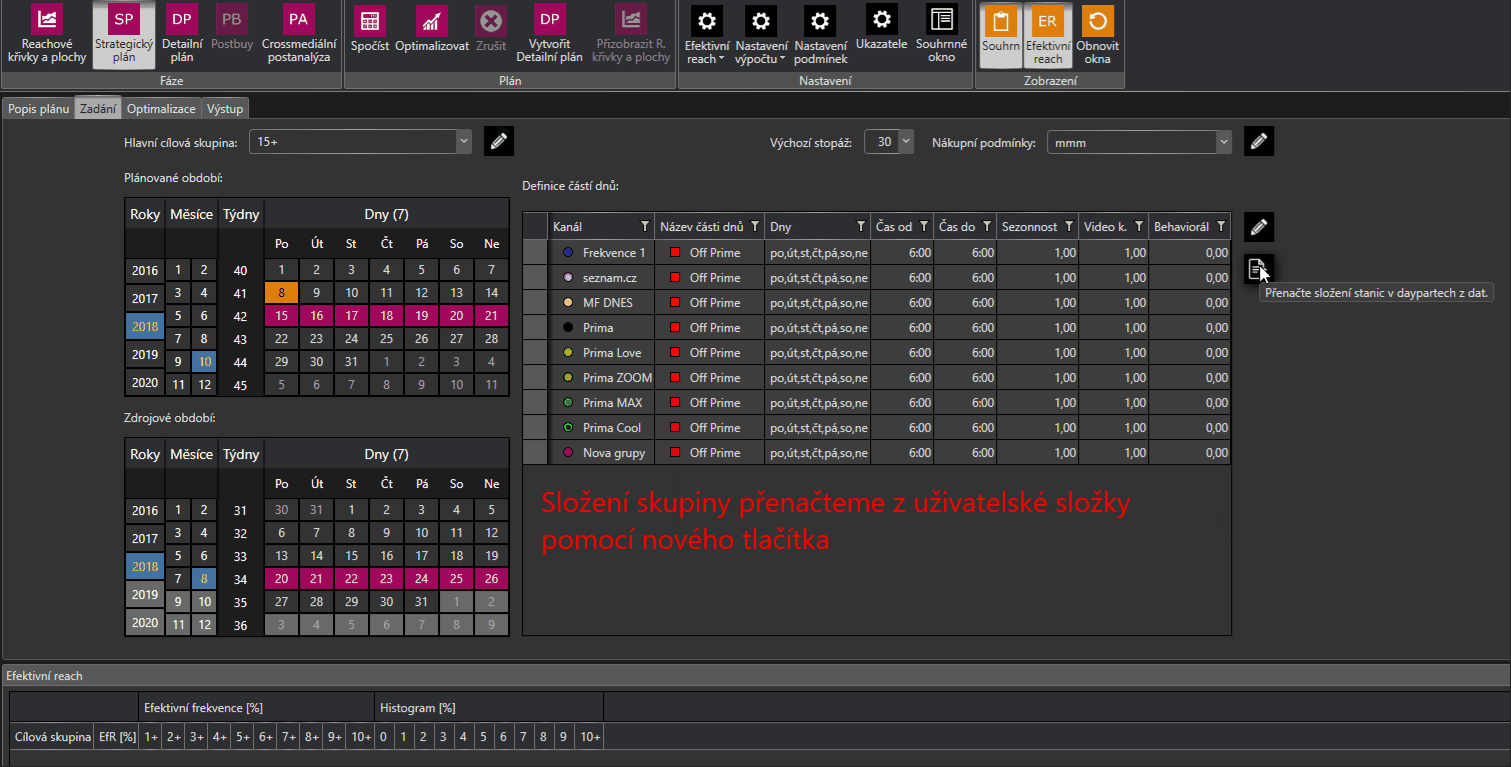 SP DP PB PA DP ER
Reachové křivky a plochy
Strategický plán
Detailní plán
Postbuy
Crossmediální postanalýza
Spočíst
Optimalizovat
Zrušit
Vytvořit Detailní plán
Přizobrazit R. křivky a plochy
Efektivní reach
Nastavení výpočtu
Nastavení podmínek
Ukazatele
Souhrnné okno
Souhrn
Efektivní reach
Obnovit okna
Fáze Plán Nastavení Zobrazení
Popis plánu Zadání Optimalizace Výstup
Hlavní cílová skupina: 15+ Výchozí stopáž: 30 Nákupní podmínky: mmm
Plánované období:
Roky Měsíce Týdny Dny (7)
Po Út St Čt Pá So Ne
2016 1 2 40 1 2 3 4 5 6 7
2017 3 4 41 8 9 10 11 12 13 14
2018 5 6 42 15 16 17 18 19 20 21
7 8 43 22 23 24 25 26 27 28
2019 9 10 44 29 30 31 1 2 3 4
2020 11 12 45 5 6 7 8 9 10 11
Zdrojové období:
Roky Měsíce Týdny Dny (7)
Po Út St Čt Pá So Ne
2016 1 2 31 30 31 1 2 3 4 5
2017 3 4 32 6 7 8 9 10 11 12
2018 5 6 33 13 14 15 16 17 18 19
7 8 34 20 21 22 23 24 25 26
2019 9 10 35 27 28 29 30 31 1 2
2020 11 12 36 3 4 5 6 7 8 9
Definice částí dnů:
Kanál Název části dnů Dny Čas od Čas do Sezonnost Video k. Behaviorál
Frekvence 1 Off Prime po,út,st,čt,pá,so,ne 6:00 6:00 1,00 1,00 0,00
seznam.cz Off Prime po,út,st,čt,pá,so,ne 6:00 6:00 1,00 1,00 0,00
MF DNES Off Prime po,út,st,čt,pá,so,ne 6:00 6:00 1,00 1,00 0,00
Prima Off Prime po,út,st,čt,pá,so,ne 6:00 6:00 1,00 1,00 0,00
Prima Love Off Prime po,út,st,čt,pá,so,ne 6:00 6:00 1,00 1,00 0,00
Prima ZOOM Off Prime po,út,st,čt,pá,so,ne 6:00 6:00 1,00 1,00 0,00
Prima MAX Off Prime po,út,st,čt,pá,so,ne 6:00 6:00 1,00 1,00 0,00
Prima Cool Off Prime po,út,st,čt,pá,so,ne 6:00 6:00 1,00 1,00 0,00
Nova grupy Off Prime po,út,st,čt,pá,so,ne 6:00 6:00 1,00 1,00 0,00
Přenačte složení stanic v daypartech z dat.
Složení skupiny přenačteme z uživatelské složky
pomocí nového tlačítka
Efektivní reach
Efektivní frekvence [%] Histogram [%]
Cílová skupina EfR [%] 1+ 2+ 3+ 4+ 5+ 6+ 7+ 8+ 9+ 10+ 0 1 2 3 4 5 6 7 8 9 10+